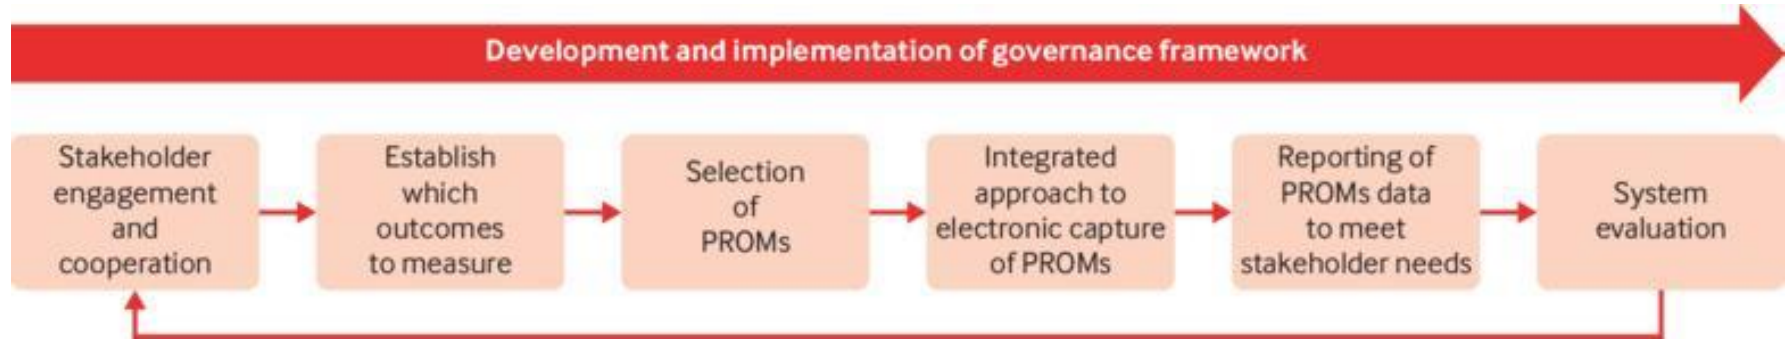 Development and implementation of governance framework
Stakeholder
engagement
and
cooperation
Establish
which
outcomes
to measure
Selection
of
PROMs
Integrated
approach to
electronic capture
of PROMs
Reporting of
PROMs data
to meet
stakeholder needs
System
evaluation